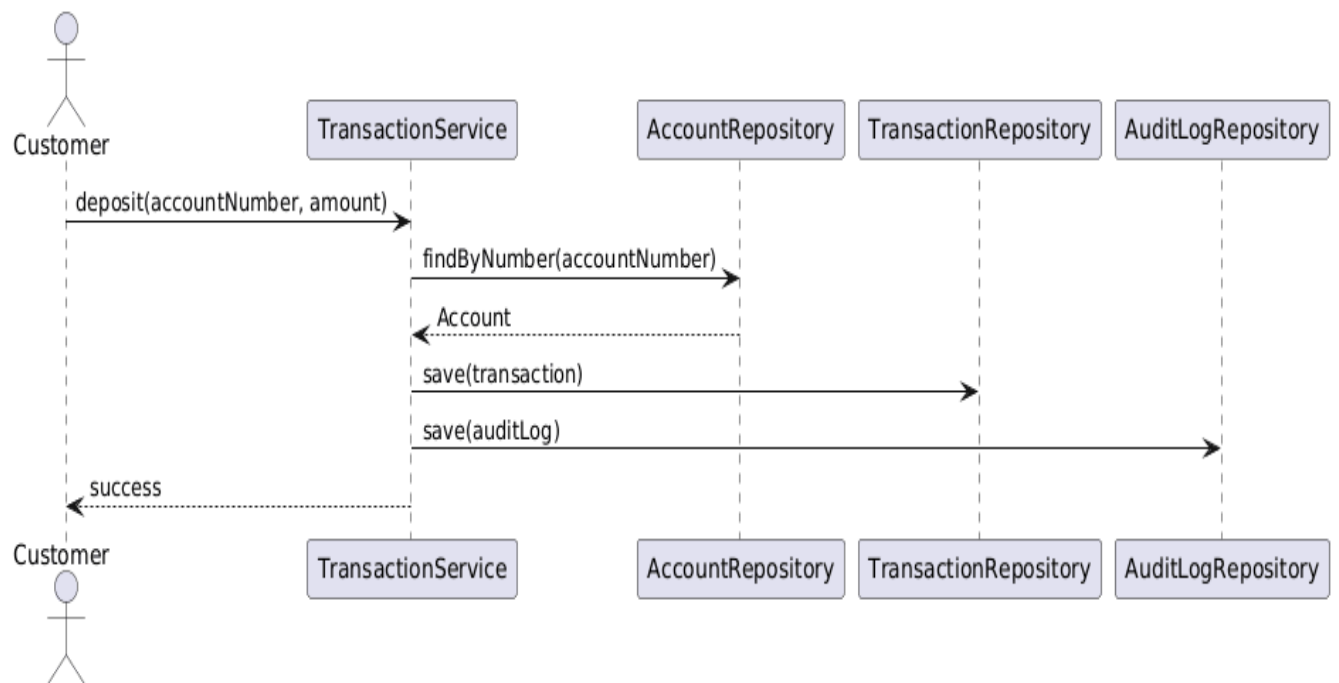 Customer
TransactionService
AccountRepository
TransactionRepository
AuditLogRepository
deposit(accountNumber, amount)
findByNumber(accountNumber)
Account
save(transaction)
save(auditLog)
success
Customer
TransactionService
AccountRepository
TransactionRepository
AuditLogRepository